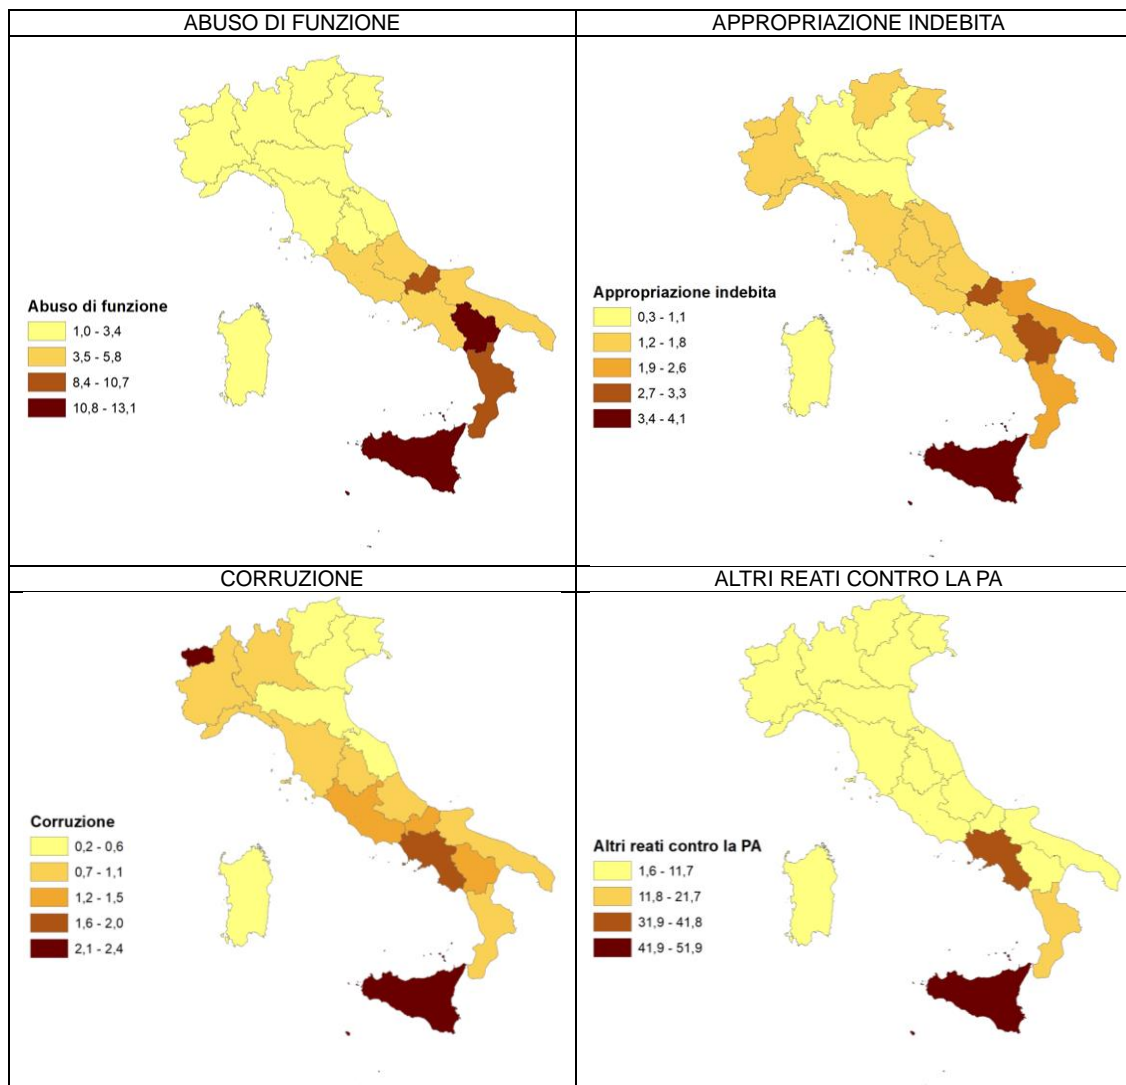 ABUSO DI FUNZIONE
APPROPRIAZIONE INDEBITA
Abuso di funzione
1,0 - 3,4
3,5 - 5,8
8,4 - 10,7
10,8 - 13,1
Appropriazione indebita
0,3 - 1,1
1,2 - 1,8
1,9 - 2,6
2,7 - 3,3
3,4 - 4,1
CORRUZIONE
ALTRI REATI CONTRO LA PA
Corruzione
0,2 - 0,6
0,7 - 1,1
1,2 - 1,5
1,6 - 2,0
2,1 - 2,4
Altri reati contro la PA
1,6 - 11,7
11,8 - 21,7
31,9 - 41,8
41,9 - 51,9